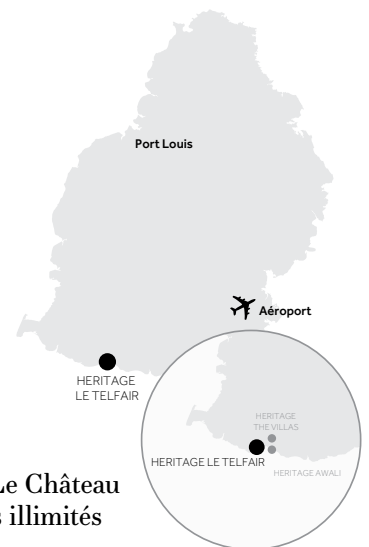 Port Louis
Aéroport
HERITAGE
LE TELFAIR
HERITAGE
THE VILLAS
HERITAGE LE TELFAIR
HERITAGE AWALI
Le Château
s illimités